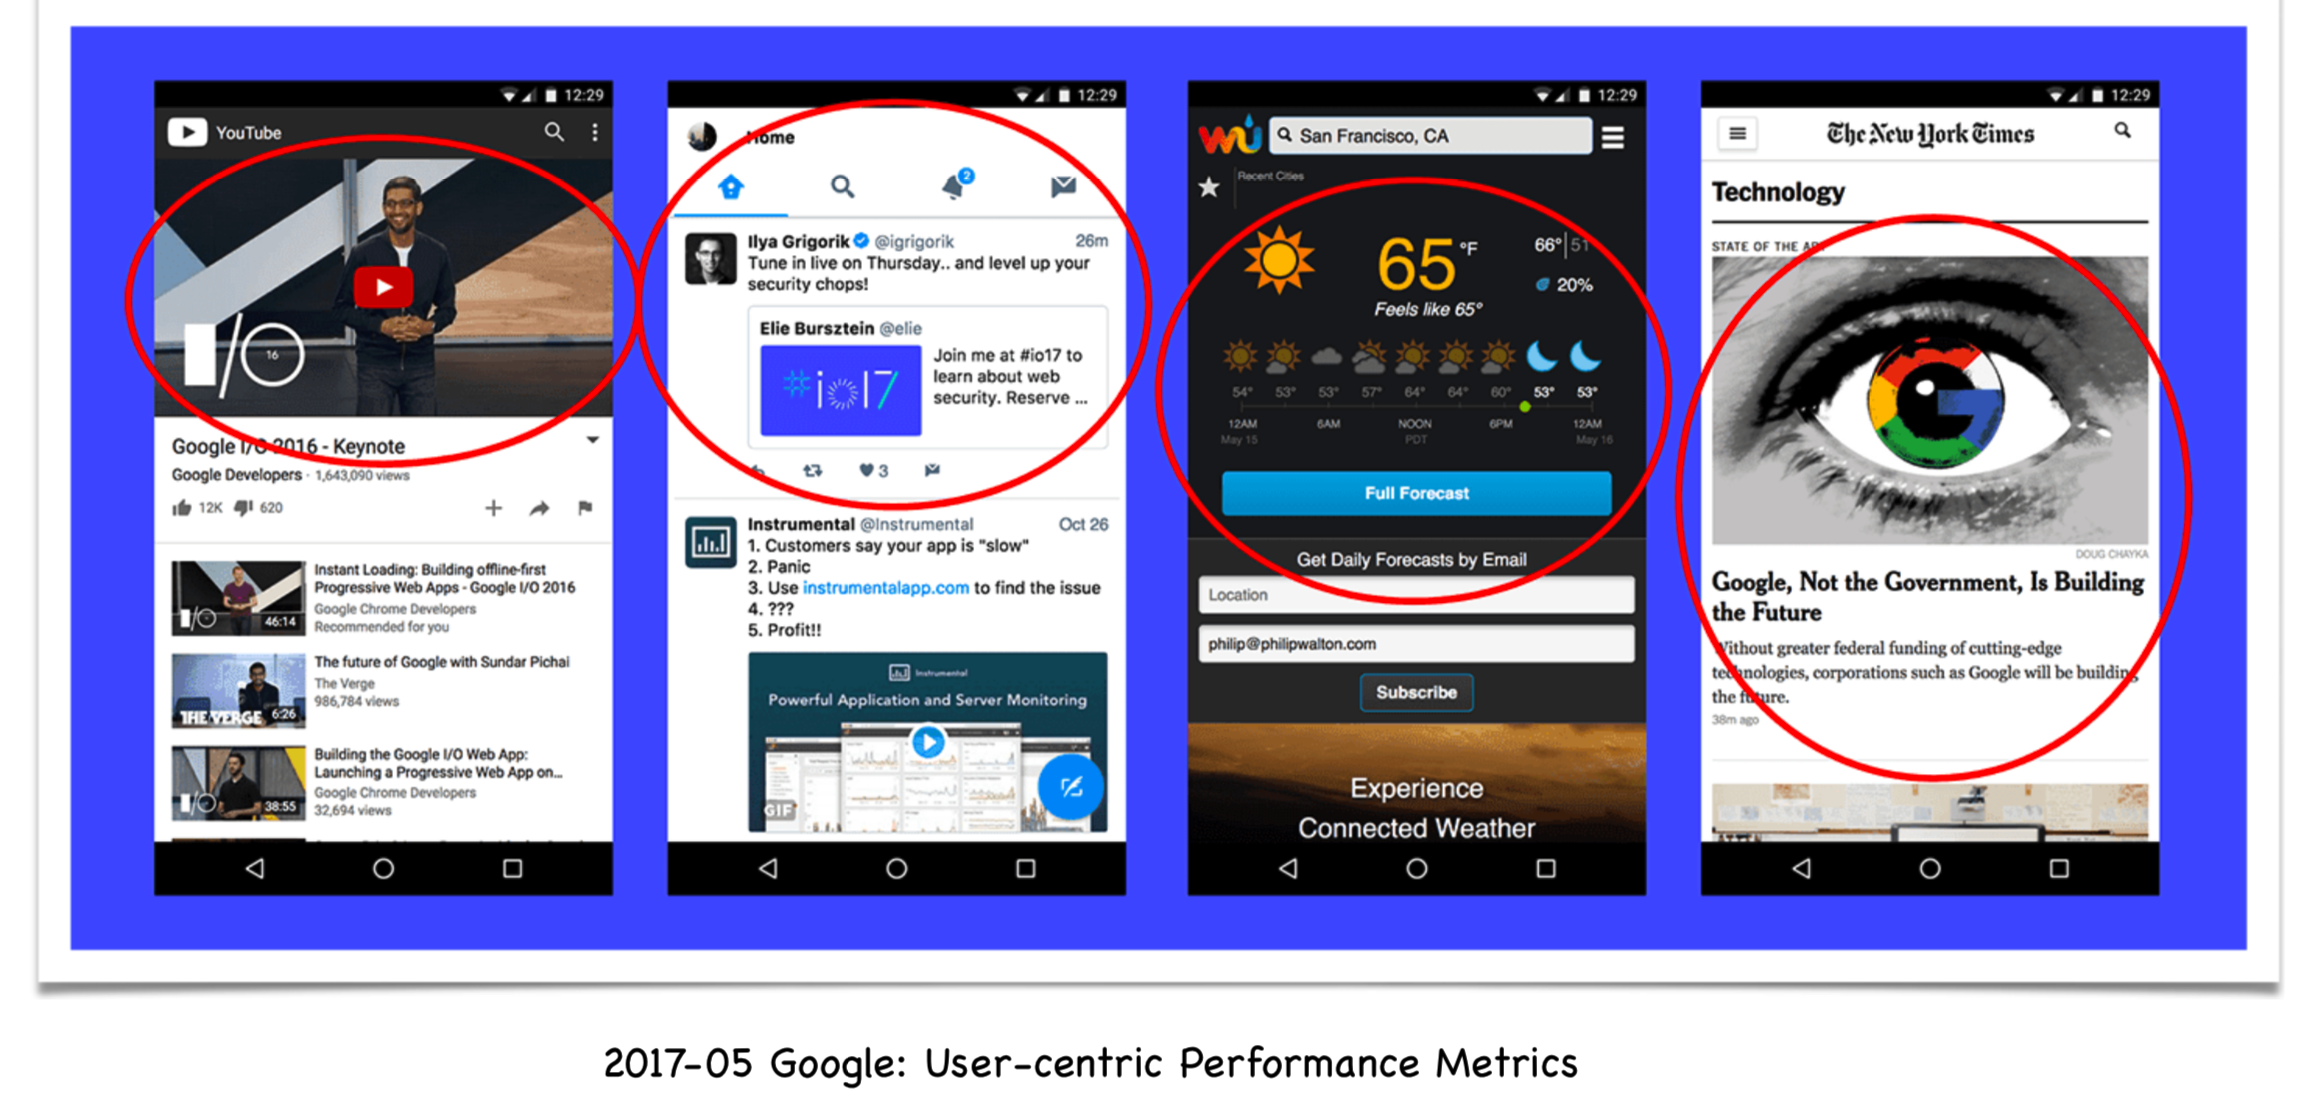 12:29
YouTube
16
Google I/O 2016 - Keynote
Google Developers · 1,643,090 views
12K 620
Instant Loading: Building offline-first
Progressive Web Apps - Google I/O 2016
Google Chrome Developers
Recommended for you
46:14
The future of Google with Sundar Pichai
The Verge
986,784 views
THE VERGE 6:26
Building the Google I/O Web App:
Launching a Progressive Web App on...
Google Chrome Developers
32,694 views
38:55
12:29
Home
2
Ilya Grigorik @igrigorik 26m
Tune in live on Thursday.. and level up your
security chops!
Elie Bursztein @elie
#io17
Join me at #io17 to
learn about web
security. Reserve ...
3
Instrumental @Instrumental Oct 26
1. Customers say your app is "slow"
2. Panic
3. Use instrumentalapp.com to find the issue
4. ???
5. Profit!!
Instrumental
Powerful Application and Server Monitoring
GIF
12:29
WU San Francisco, CA
Recent Cities
65 °F
66° | 51
20%
Feels like 65°
54° 53° 53° 57° 64° 64° 60° 53° 53°
12AM 6AM NOON 6PM 12AM
May 15 PDT May 16
Full Forecast
Get Daily Forecasts by Email
Location
philip@philipwalton.com
Subscribe
Experience
Connected Weather
12:29
The New York Times
Technology
STATE OF THE
DOUG CHAYKA
Google, Not the Government, Is Building
the Future
Without greater federal funding of cutting-edge
technologies, corporations such as Google will be building
the future.
38m ago
2017-05 Google: User-centric Performance Metrics